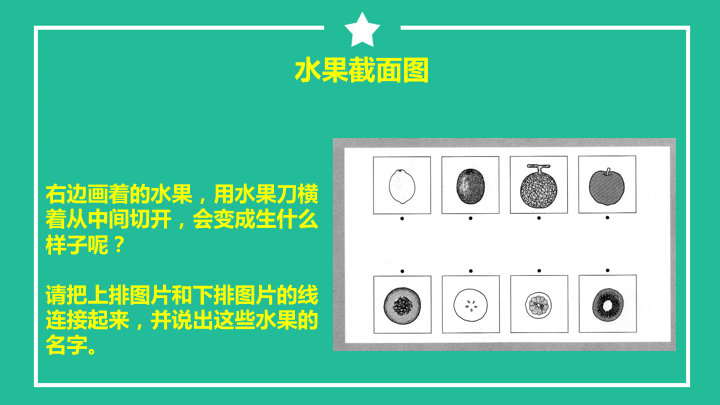 水果截面图
右边画着的水果，用水果刀横
着从中间切开，会变成生什么
样子呢？
请把上排图片和下排图片的线
连接起来，并说出这些水果的
名字。